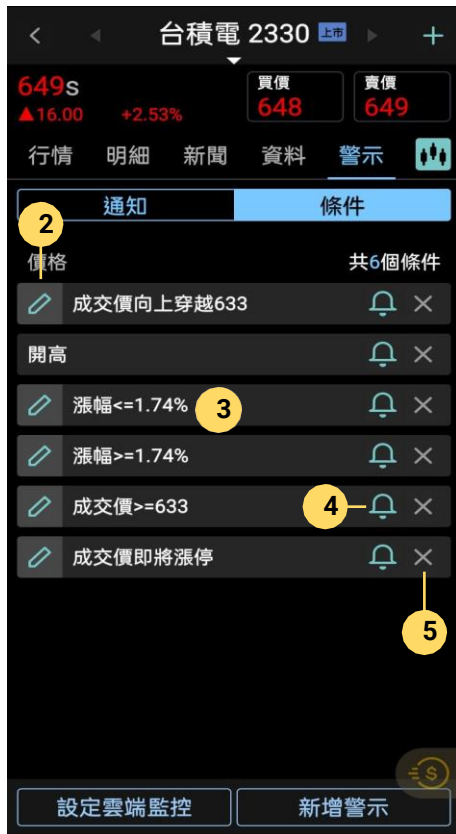 台積電 2330 上市
649s
▲16.00 +2.53%
買價
648
賣價
649
行情 明細 新聞 資料 警示
通知 條件
2
價格 共6個條件
成交價向上穿越633
開高
漲幅<=1.74% 3
漲幅>=1.74%
成交價>=633 4
成交價即將漲停
5
設定雲端監控 新增警示